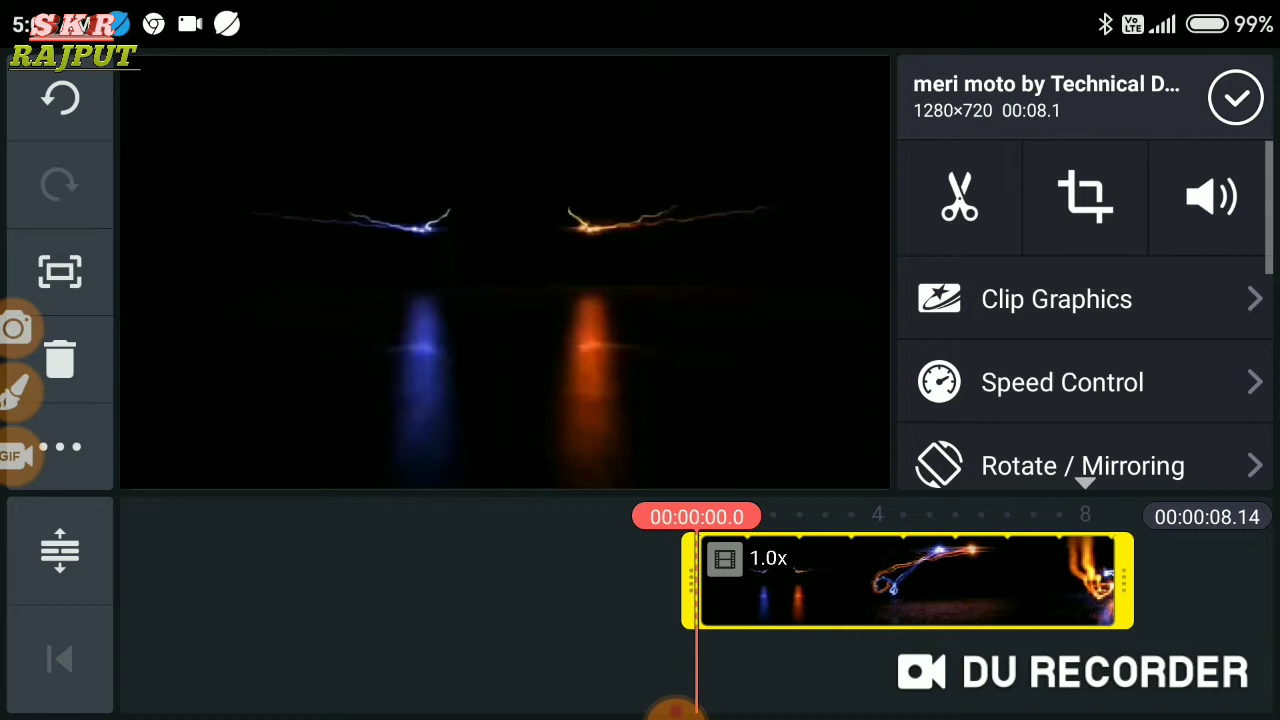 SKR
RAJPUT
99%
meri moto by Technical D...
1280×720 00:08.1
Clip Graphics
Speed Control
Rotate / Mirroring
GIF
00:00:00.0
4
8
00:00:08.14
1.0x
DU RECORDER